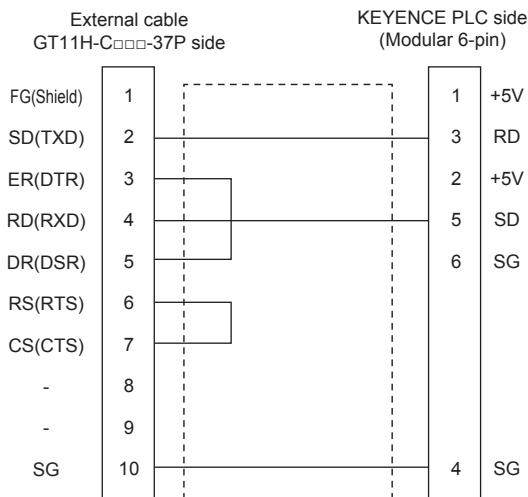 External cable
GT11H-C□□□-37P side
KEYENCE PLC side
(Modular 6-pin)
FG(Shield) 1 1 +5V
SD(TXD) 2 3 RD
ER(DTR) 3 2 +5V
RD(RXD) 4 5 SD
DR(DSR) 5 6 SG
RS(RTS) 6
CS(CTS) 7
- 8
- 9
SG 10 4 SG